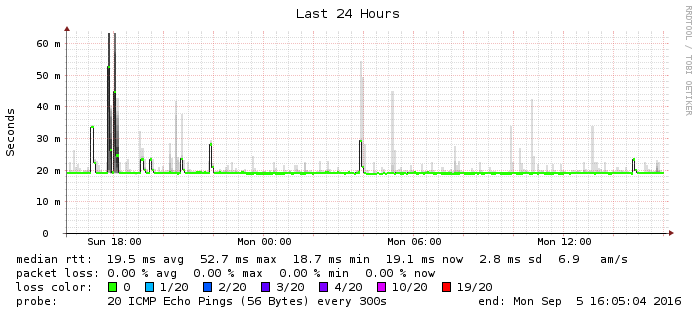 Last 24 Hours
RRDTOOL / TOBI OETIKER
Seconds
60 m
50 m
40 m
30 m
20 m
10 m
0
Sun 18:00 Mon 00:00 Mon 06:00 Mon 12:00
median rtt: 19.5 ms avg 52.7 ms max 18.7 ms min 19.1 ms now 2.8 ms sd 6.9 am/s
packet loss: 0.00 % avg 0.00 % max 0.00 % min 0.00 % now
loss color: 0 1/20 2/20 3/20 4/20 10/20 19/20
probe: 20 ICMP Echo Pings (56 Bytes) every 300s end: Mon Sep 5 16:05:04 2016